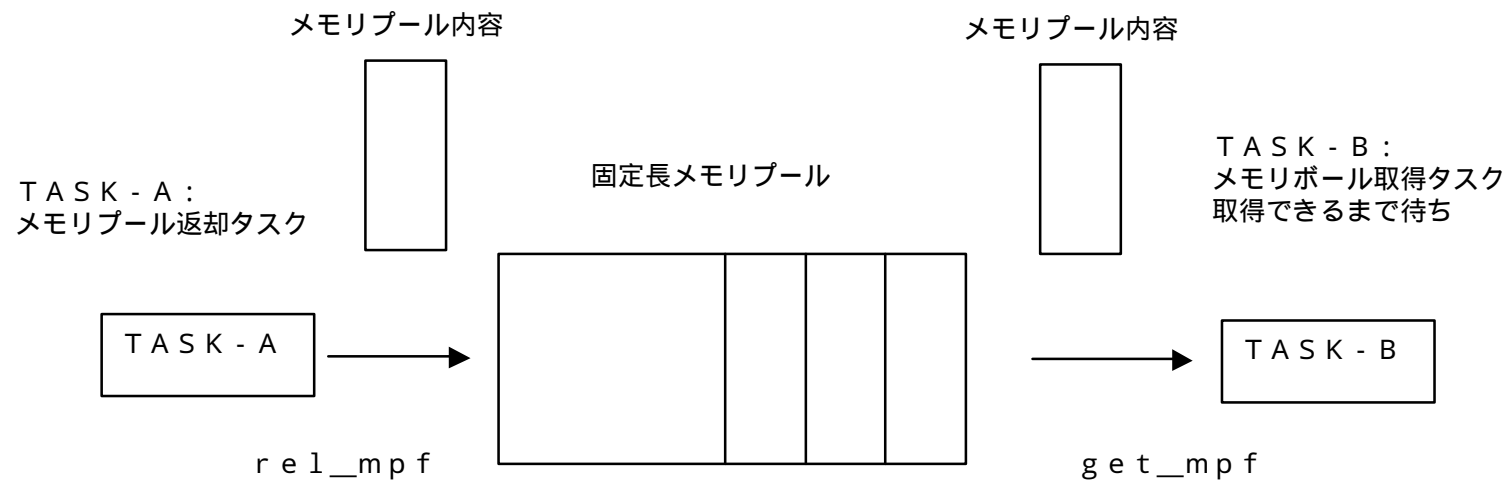 メモリプール内容
メモリプール内容
固定長メモリプール
TASK-A:
メモリプール返却タスク
TASK-B:
メモリボール取得タスク
取得できるまで待ち
TASK-A
TASK-B
rel_mpf
get_mpf